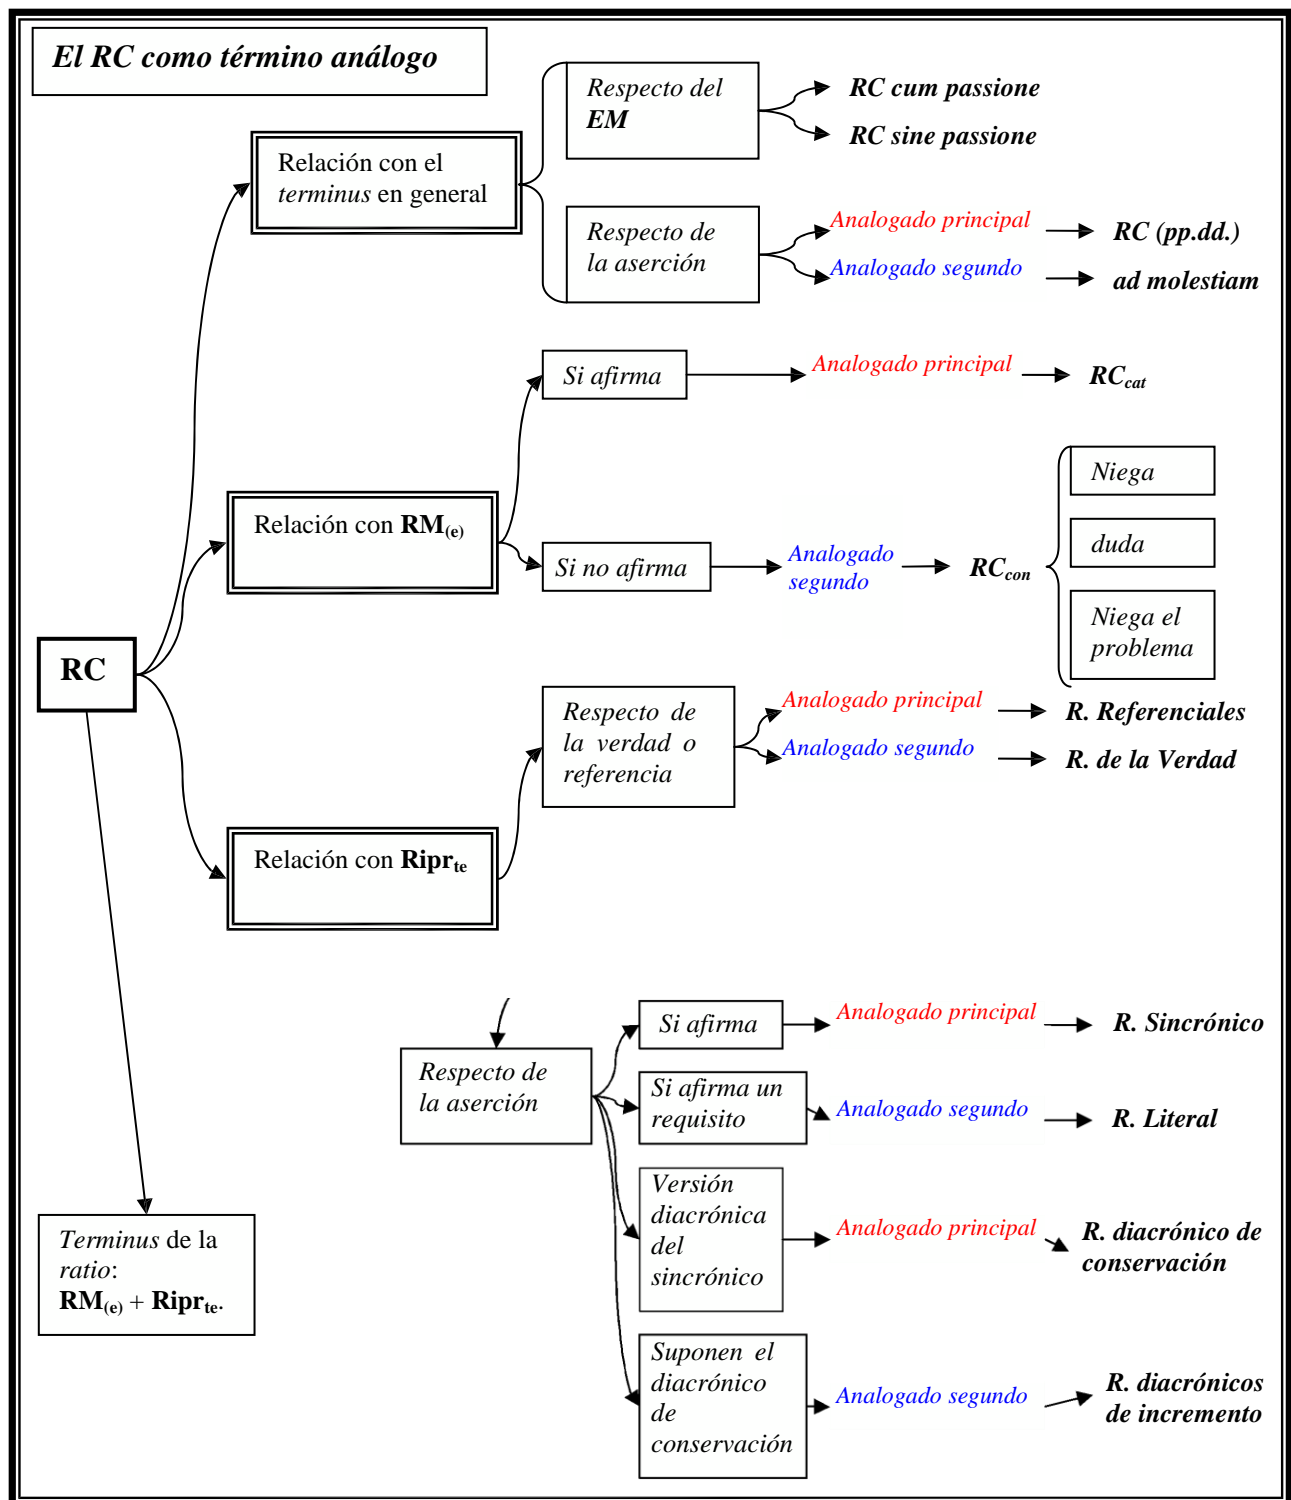 El RC como término análogo
Respecto del
EM
RC cum passione
RC sine passione
Relación con el
terminus en general
Respecto de
la aserción
Analogado principal
RC (pp.dd.)
Analogado segundo
ad molestiam
Si afirma
Analogado principal
RCcat
Relación con RM(e)
Si no afirma
Analogado
segundo
RCcon
Niega
duda
Niega el
problema
RC
Respecto de
la verdad o
referencia
Analogado principal
R. Referenciales
Analogado segundo
R. de la Verdad
Relación con Riprte
Respecto de
la aserción
Si afirma
Analogado principal
R. Sincrónico
Si afirma un
requisito
Analogado segundo
R. Literal
Versión
diacrónica
del
sincrónico
Analogado principal
R. diacrónico de
conservación
Suponen el
diacrónico
de
conservación
Analogado segundo
R. diacrónicos
de incremento
Terminus de la
ratio:
RM(e) + Riprte.